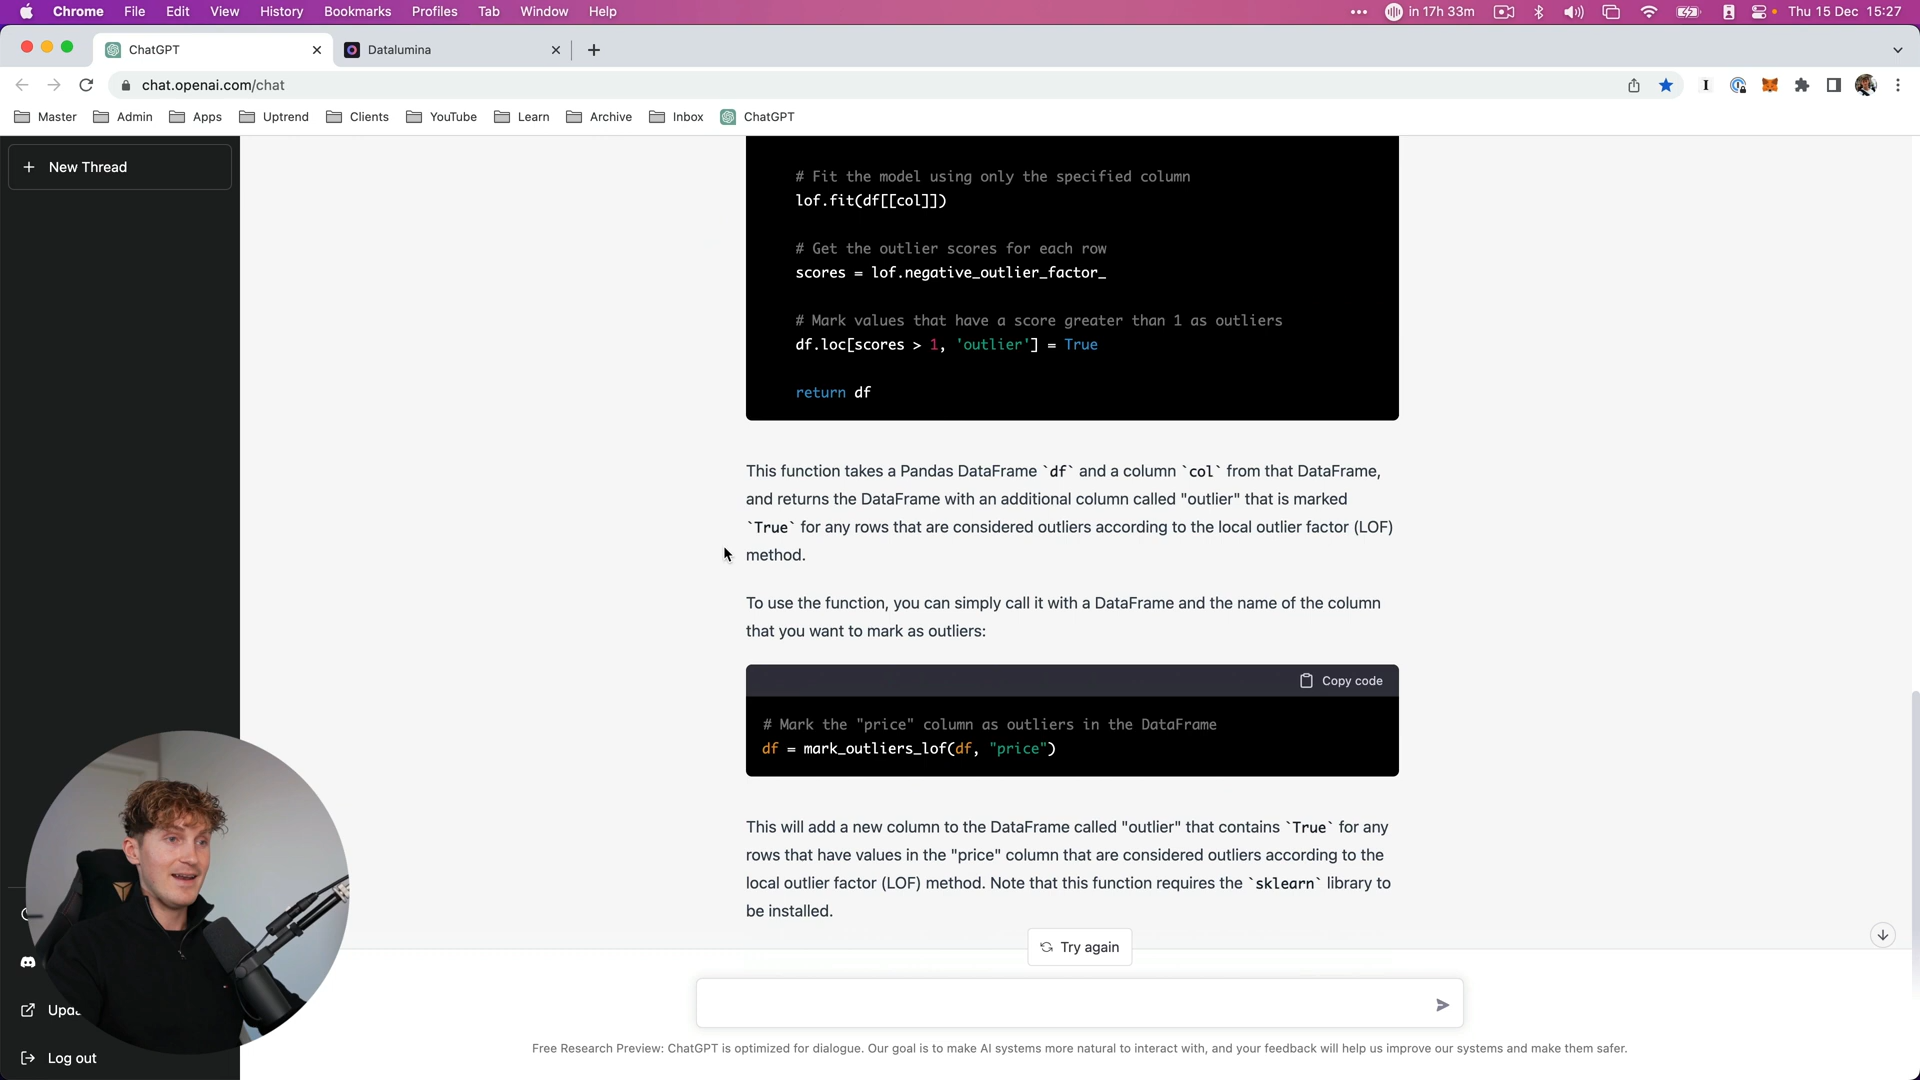 Chrome File Edit View History Bookmarks Profiles Tab Window Help
in 17h 33m Thu 15 Dec 15:27
ChatGPT
Datalumina
chat.openai.com/chat
Master Admin Apps Uptrend Clients YouTube Learn Archive Inbox ChatGPT
+ New Thread
# Fit the model using only the specified column
lof.fit(df[[col]])
# Get the outlier scores for each row
scores = lof.negative_outlier_factor_
# Mark values that have a score greater than 1 as outliers
df.loc[scores > 1, 'outlier'] = True
return df
This function takes a Pandas DataFrame `df` and a column `col` from that DataFrame,
and returns the DataFrame with an additional column called "outlier" that is marked
`True` for any rows that are considered outliers according to the local outlier factor (LOF)
method.
To use the function, you can simply call it with a DataFrame and the name of the column
that you want to mark as outliers:
Copy code
# Mark the "price" column as outliers in the DataFrame
df = mark_outliers_lof(df, "price")
This will add a new column to the DataFrame called "outlier" that contains `True` for any
rows that have values in the "price" column that are considered outliers according to the
local outlier factor (LOF) method. Note that this function requires the `sklearn` library to
be installed.
Try again
Log out
Free Research Preview: ChatGPT is optimized for dialogue. Our goal is to make AI systems more natural to interact with, and your feedback will help us improve our systems and make them safer.